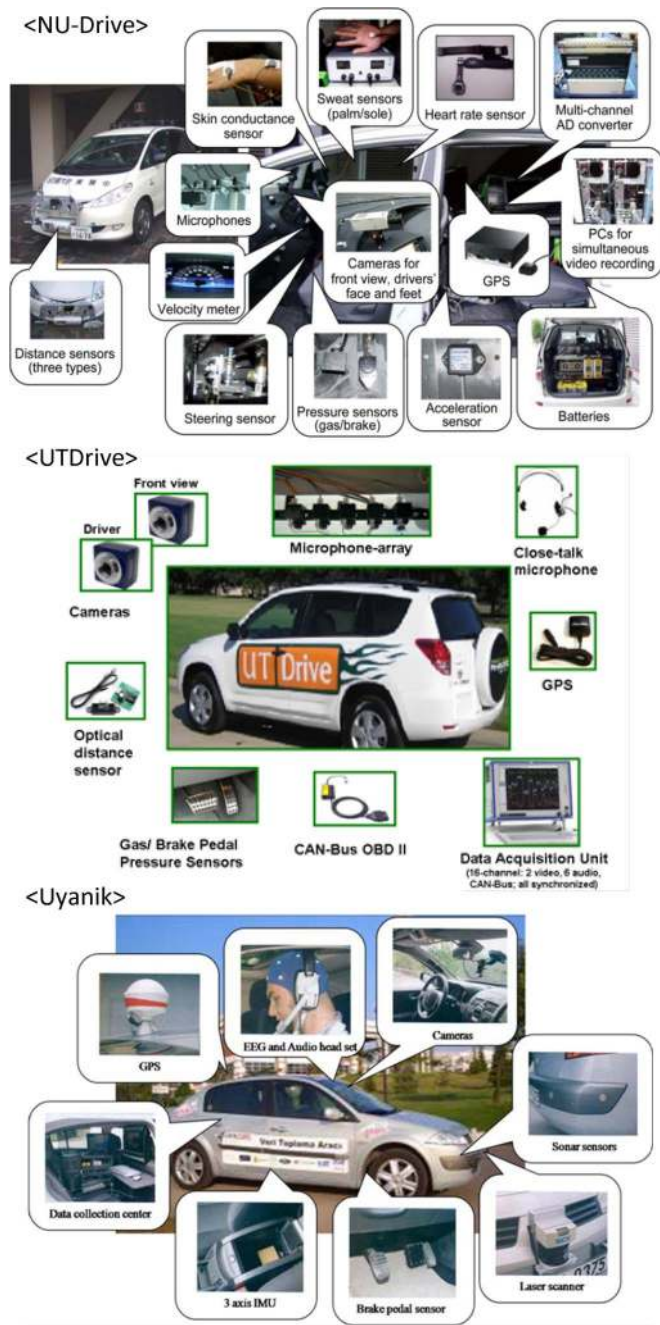 <NU-Drive>
Skin conductance
sensor
Sweat sensors
(palm/sole)
Heart rate sensor
Multi-channel
AD converter
Microphones
Cameras for
front view, drivers'
face and feet
GPS
PCs for
simultaneous
video recording
Velocity meter
Distance sensors
(three types)
Steering sensor
Pressure sensors
(gas/brake)
Acceleration
sensor
Batteries
<UTDrive>
Front view
Driver
Cameras
Microphone-array
Close-talk
microphone
UT Drive
GPS
Optical
distance
sensor
Gas/ Brake Pedal
Pressure Sensors
CAN-Bus OBD II
Data Acquisition Unit
(16-channel: 2 video, 6 audio,
CAN-Bus; all synchronized)
<Uyanik>
GPS
EEG and Audio head set
Cameras
Veri Toplama Aracı
Sonar sensors
Data collection center
3 axis IMU
Brake pedal sensor
Laser scanner